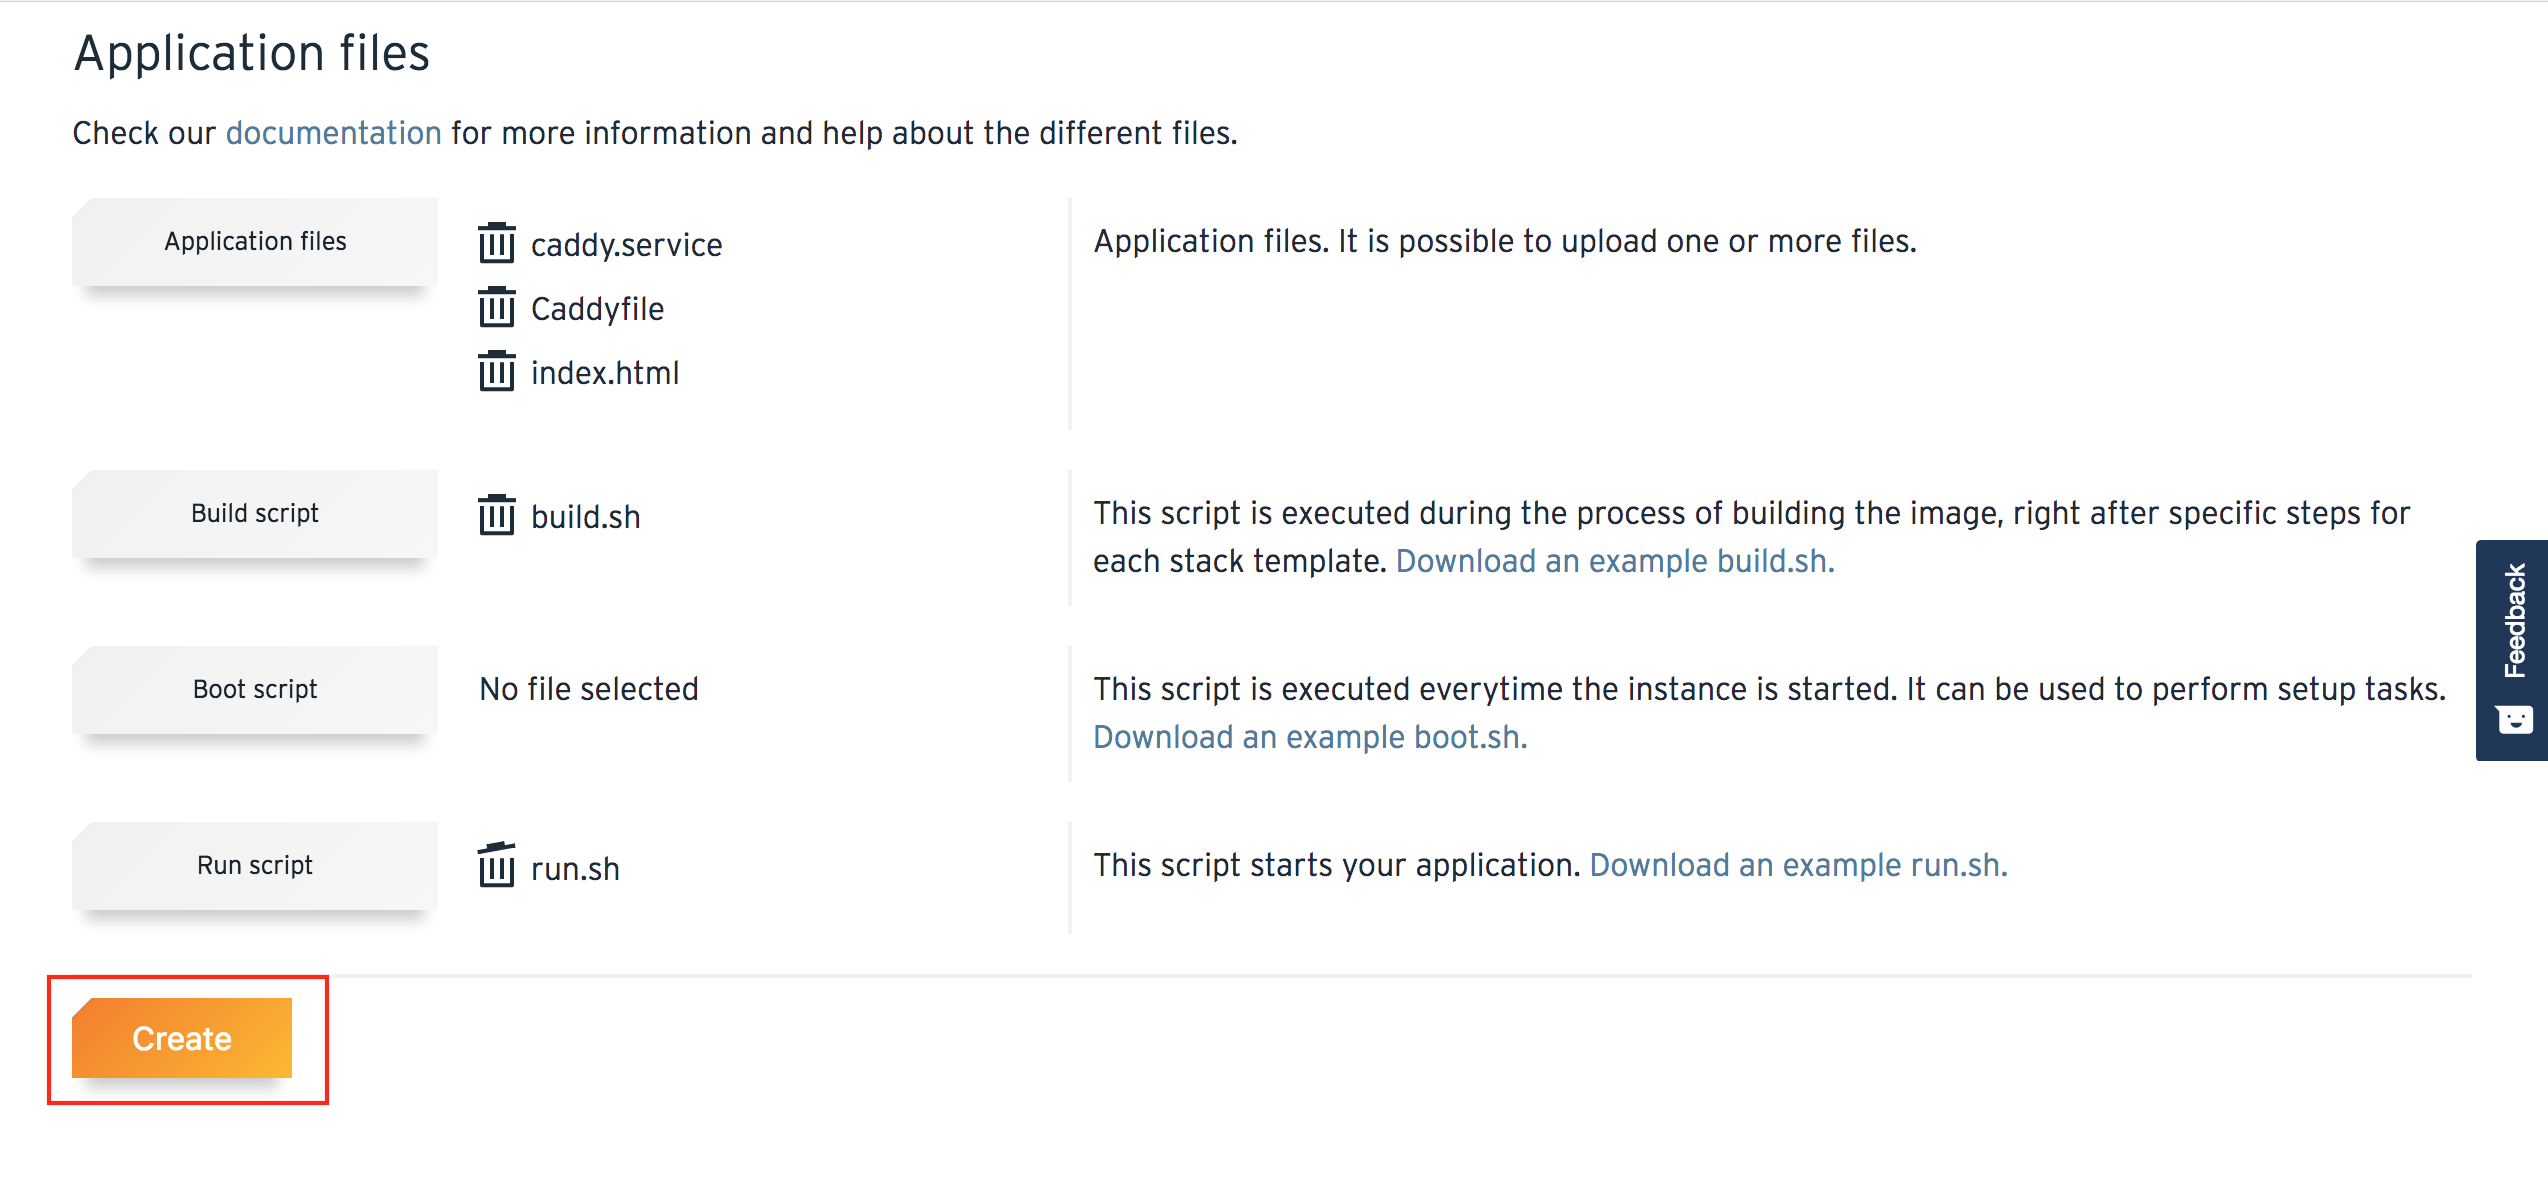 Application files
Check our documentation for more information and help about the different files.
Application files
caddy.service
Caddyfile
index.html
Application files. It is possible to upload one or more files.
Build script
build.sh
This script is executed during the process of building the image, right after specific steps for
each stack template. Download an example build.sh.
Boot script
No file selected
This script is executed everytime the instance is started. It can be used to perform setup tasks.
Download an example boot.sh.
Run script
run.sh
This script starts your application. Download an example run.sh.
Create
Feedback